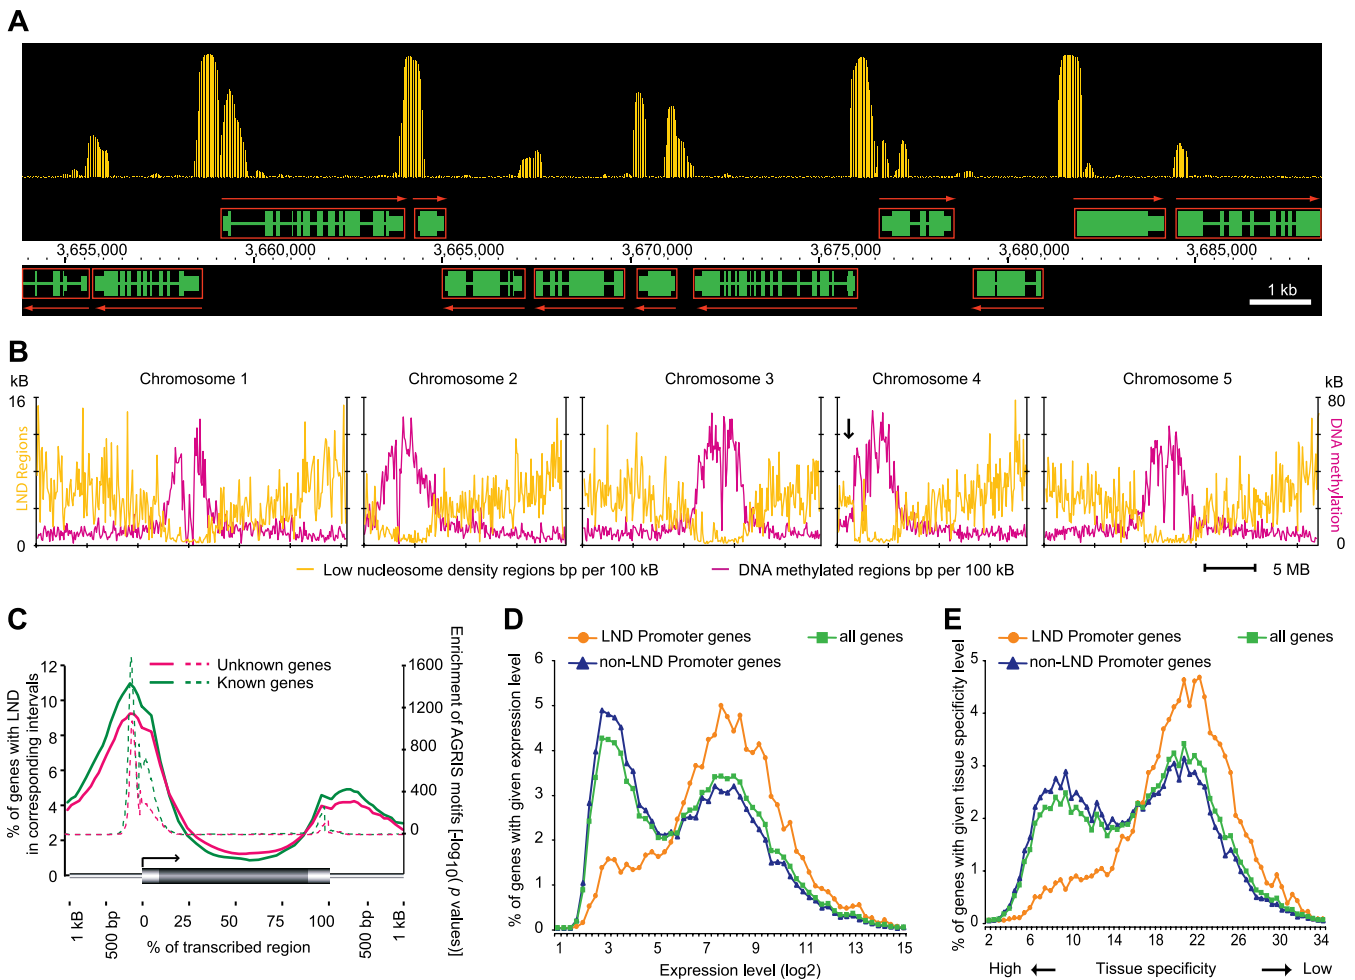 A
3,655,000 3,660,000 3,665,000 3,670,000 3,675,000 3,680,000 3,685,000
1 kb
B
kB Chromosome 1 Chromosome 2 Chromosome 3 Chromosome 4 Chromosome 5 kB
16 80
LND Regions
DNA methylation
0 0
Low nucleosome density regions bp per 100 kB DNA methylated regions bp per 100 kB 5 MB
C
% of genes with LND
in corresponding intervals
12
10
8
6
4
2
0
Unknown genes
Known genes
1600
1200
800
400
0
Enrichment of AGRIS motifs [-log10(p values)]
1 kB 500 bp 0 25 50 75 100 500 bp 1 kB
% of transcribed region
D
LND Promoter genes all genes
non-LND Promoter genes
% of genes with given expression level
6
5
4
3
2
1
0
1 3 5 7 9 11 13 15
Expression level (log2)
E
LND Promoter genes all genes
non-LND Promoter genes
% of genes with given tissue specificity level
5
4
3
2
1
0
2 6 10 14 18 22 26 34
High Tissue specificity Low